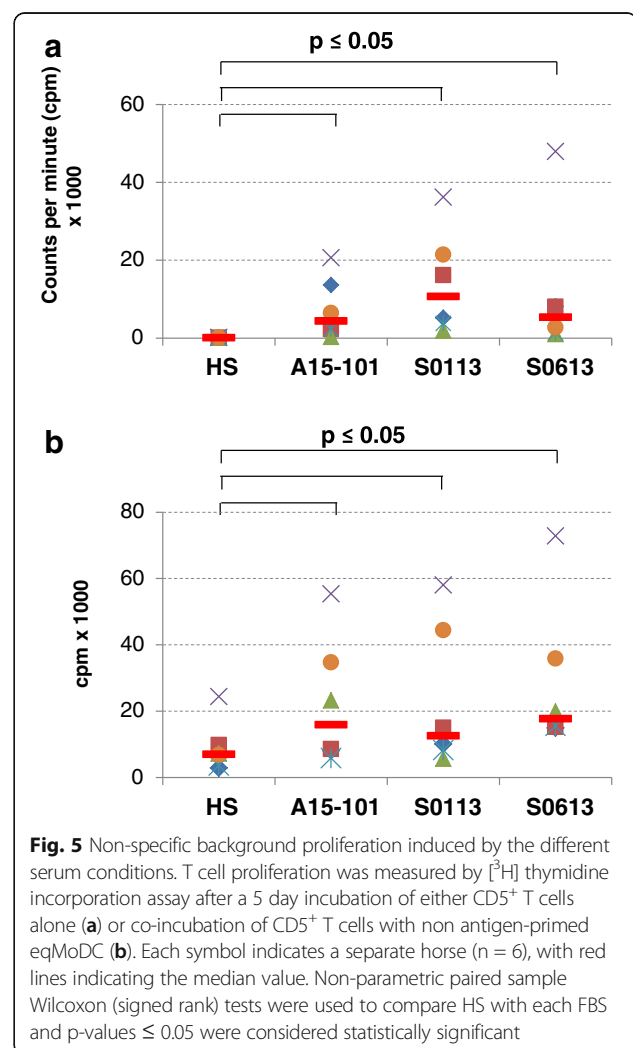 a
p ≤ 0.05
Counts per minute (cpm)
x 1000
60
40
20
0
HS A15-101 S0113 S0613
b
p ≤ 0.05
cpm x 1000
80
60
40
20
0
HS A15-101 S0113 S0613
Fig. 5 Non-specific background proliferation induced by the different
serum conditions. T cell proliferation was measured by [³H] thymidine
incorporation assay after a 5 day incubation of either CD5⁺ T cells
alone (a) or co-incubation of CD5⁺ T cells with non antigen-primed
eqMoDC (b). Each symbol indicates a separate horse (n = 6), with red
lines indicating the median value. Non-parametric paired sample
Wilcoxon (signed rank) tests were used to compare HS with each FBS
and p-values ≤ 0.05 were considered statistically significant